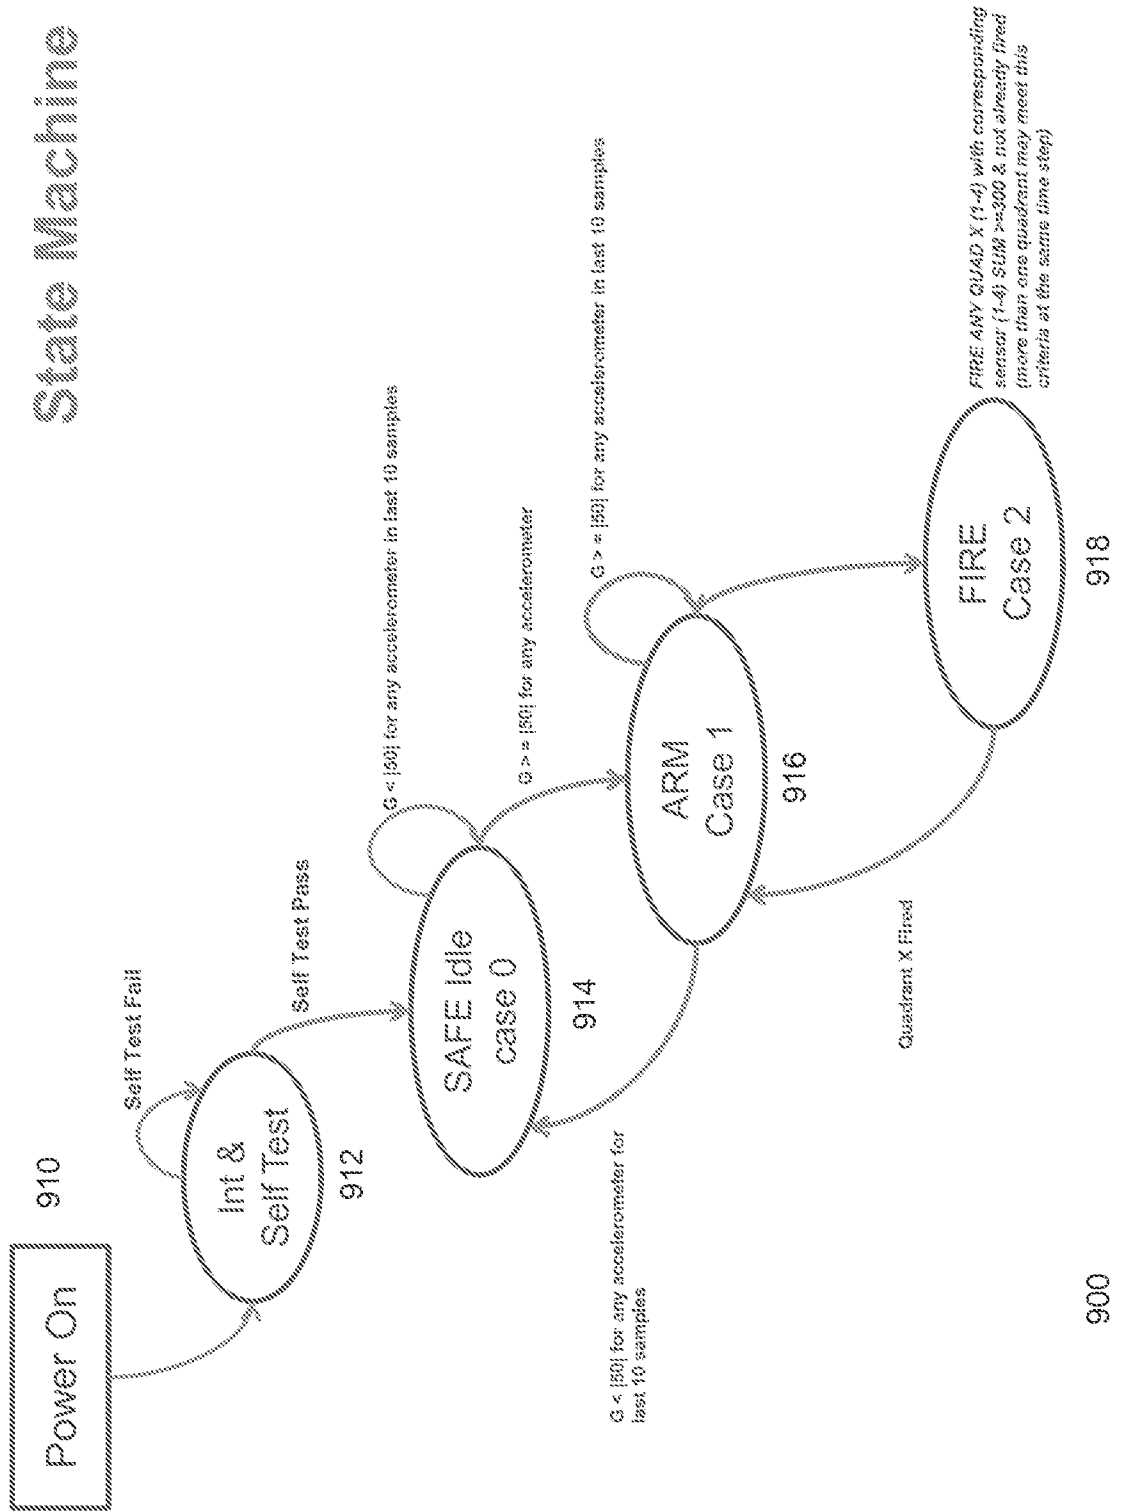 State Machine
Power On
910
Int &
Self Test
912
Self Test Fail
Self Test Pass
SAFE Idle
case 0
914
G < |50| for any accelerometer in last 10 samples
G > = |50| for any accelerometer
G < |50| for any accelerometer for
last 10 samples
ARM
Case 1
916
G > = |50| for any accelerometer in last 10 samples
Quadrant X Fired
FIRE
Case 2
918
FIRE ANY QUAD X (1-4) with corresponding
sensor (1-4) SUM >=300 & not already fired
(more than one quadrant may meet this
criteria at the same time step)
900